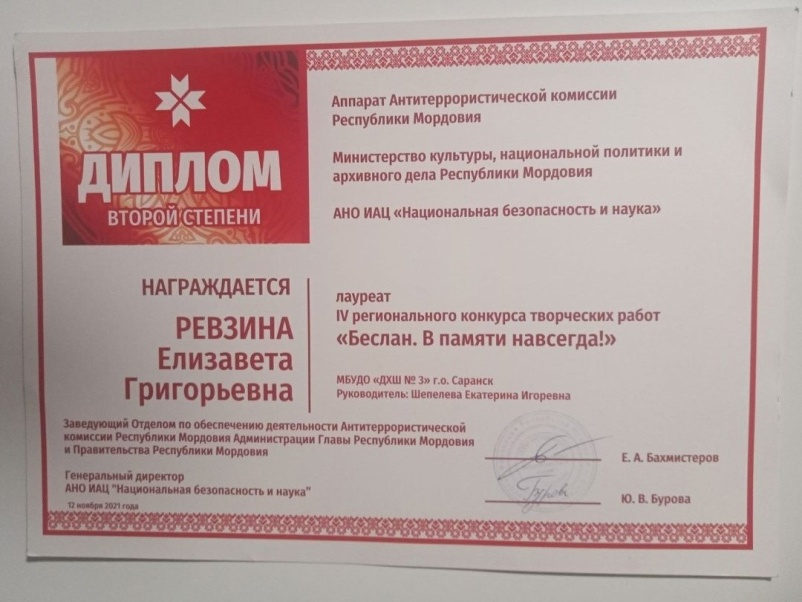 ДИПЛОМ
ВТОРОЙ СТЕПЕНИ
Аппарат Антитеррористической комиссии
Республики Мордовия
Министерство культуры, национальной политики и
архивного дела Республики Мордовия
АНО ИАЦ «Национальная безопасность и наука»
НАГРАЖДАЕТСЯ
РЕВЗИНА
Елизавета
Григорьевна
лауреат
IV регионального конкурса творческих работ
«Беслан. В памяти навсегда!»
МБУДО «ДХШ № 3» г.о. Саранск
Руководитель: Шепелева Екатерина Игоревна
Заведующий Отделом по обеспечению деятельности Антитеррористической
комиссии Республики Мордовия Администрации Главы Республики Мордовия
и Правительства Республики Мордовия
Е. А. Бахмистеров
Генеральный директор
АНО ИАЦ "Национальная безопасность и наука"
Ю. В. Бурова
12 ноября 2021 года